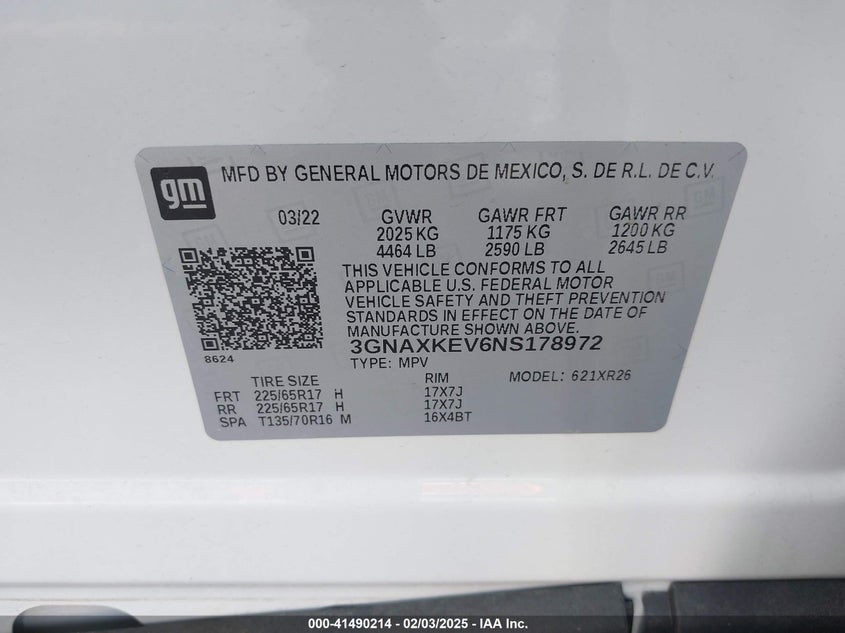 gm
MFD BY GENERAL MOTORS DE MEXICO, S. DE R.L. DE C.V.
03/22 GVWR GAWR FRT GAWR RR
2025 KG 1175 KG 1200 KG
4464 LB 2590 LB 2645 LB
THIS VEHICLE CONFORMS TO ALL
APPLICABLE U.S. FEDERAL MOTOR
VEHICLE SAFETY AND THEFT PREVENTION
STANDARDS IN EFFECT ON THE DATE OF
MANUFACTURE SHOWN ABOVE.
8624
3GNAXKEV6NS178972
TYPE: MPV
MODEL: 621XR26
TIRE SIZE RIM
FRT 225/65R17 H 17X7J
RR 225/65R17 H 17X7J
SPA T135/70R16 M 16X4BT
000-41490214 - 02/03/2025 - IAA Inc.